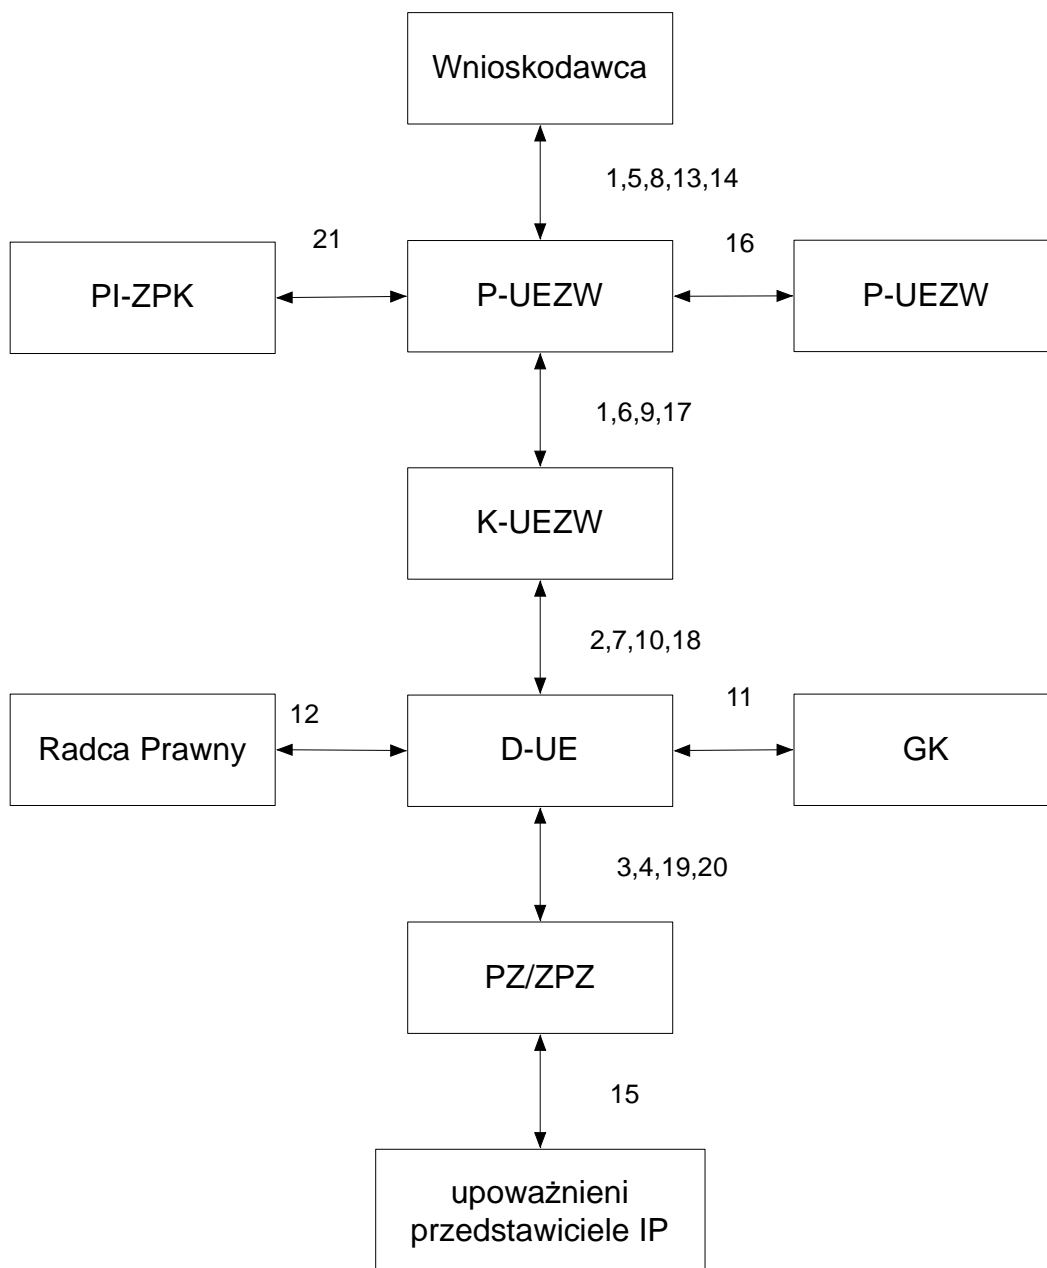 Wnioskodawca
1,5,8,13,14
21
16
PI-ZPK
P-UEZW
P-UEZW
1,6,9,17
K-UEZW
2,7,10,18
12
11
Radca Prawny
D-UE
GK
3,4,19,20
PZ/ZPZ
15
upoważnieni
przedstawiciele IP